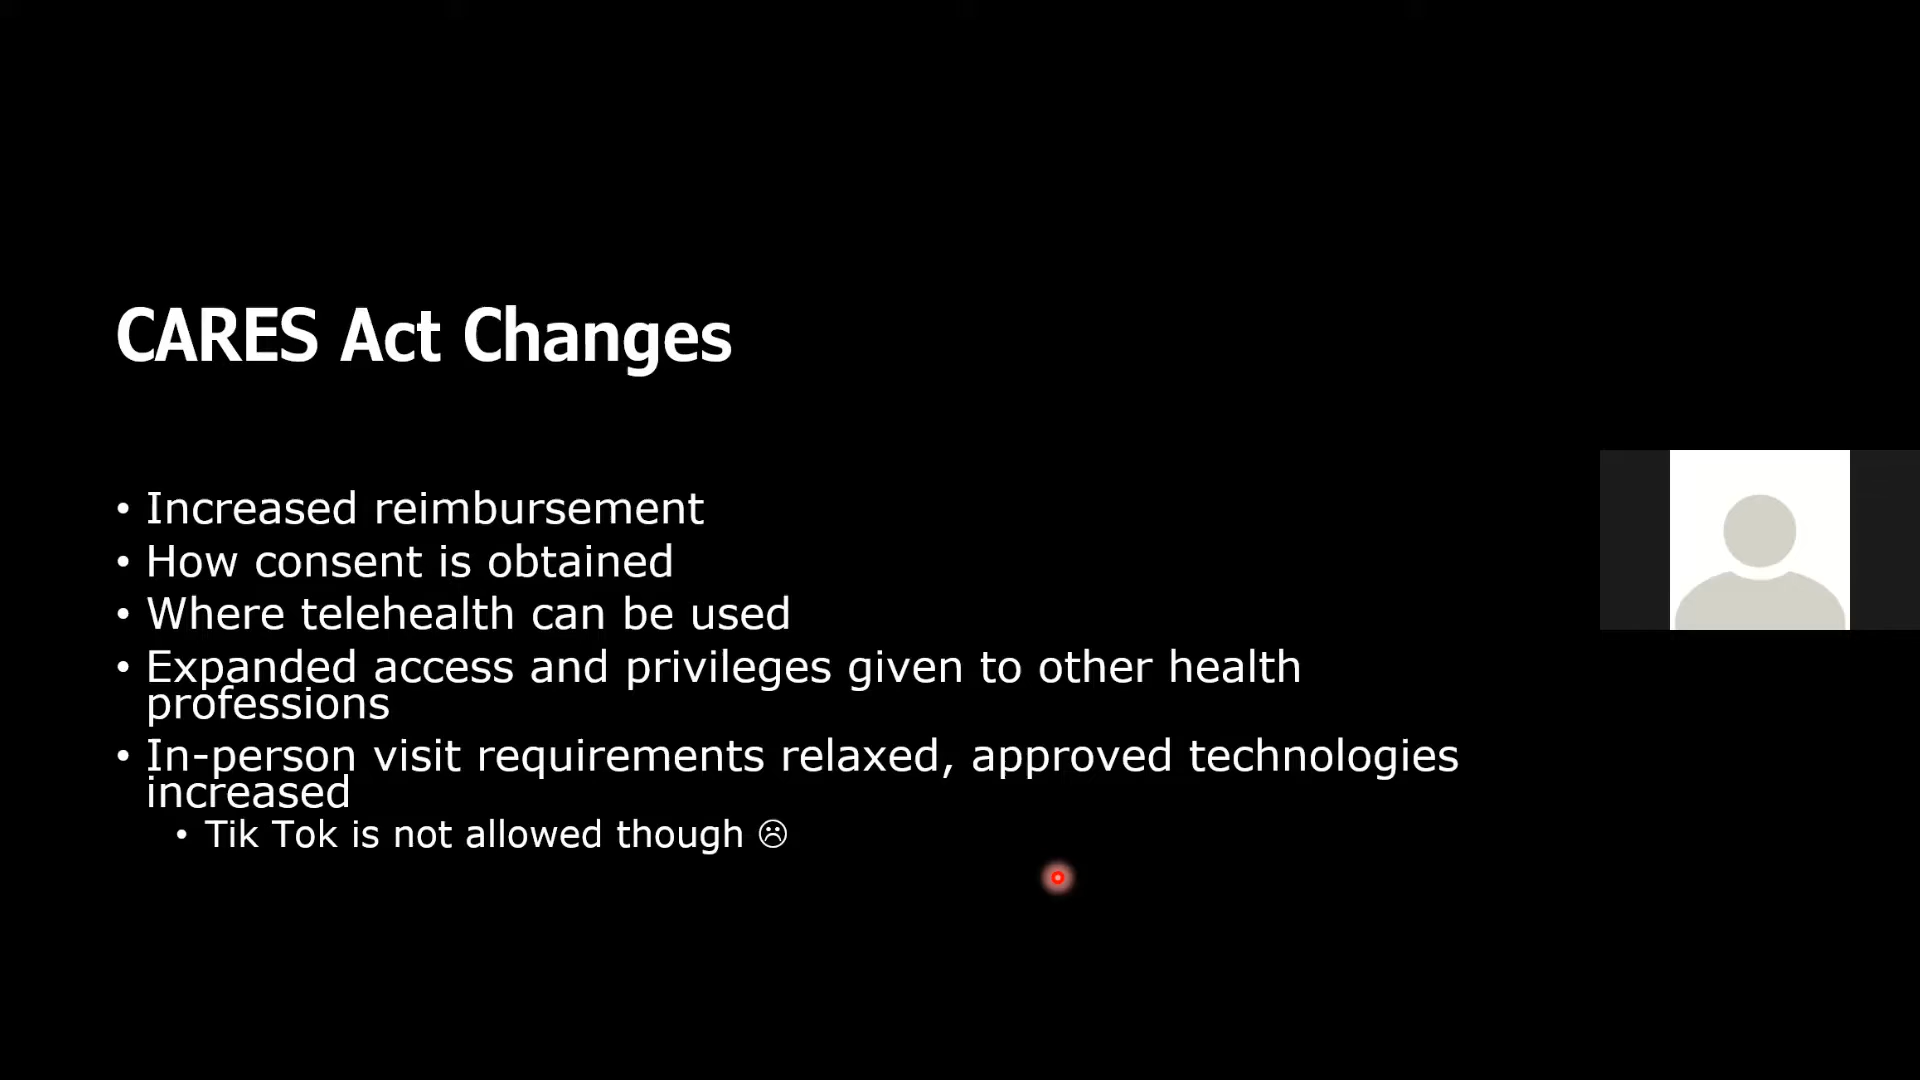 CARES Act Changes
• Increased reimbursement
• How consent is obtained
• Where telehealth can be used
• Expanded access and privileges given to other health
professions
• In-person visit requirements relaxed, approved technologies
increased
• Tik Tok is not allowed though ☹